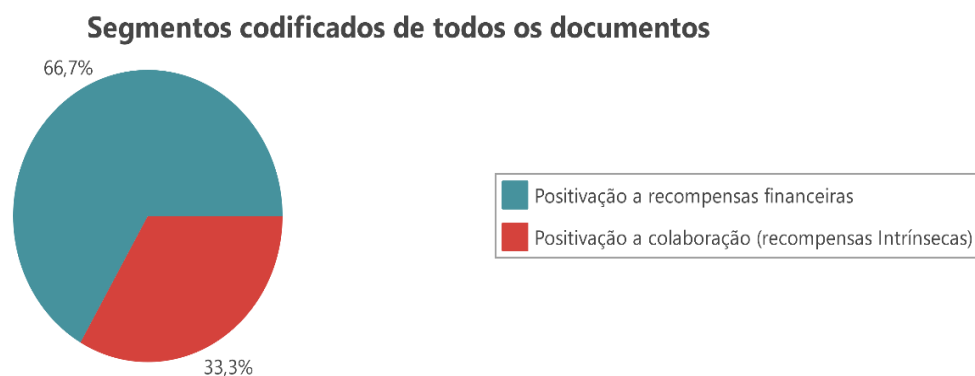 Segmentos codificados de todos os documentos
66,7%
Positivação a recompensas financeiras
Positivação a colaboração (recompensas Intrínsecas)
33,3%